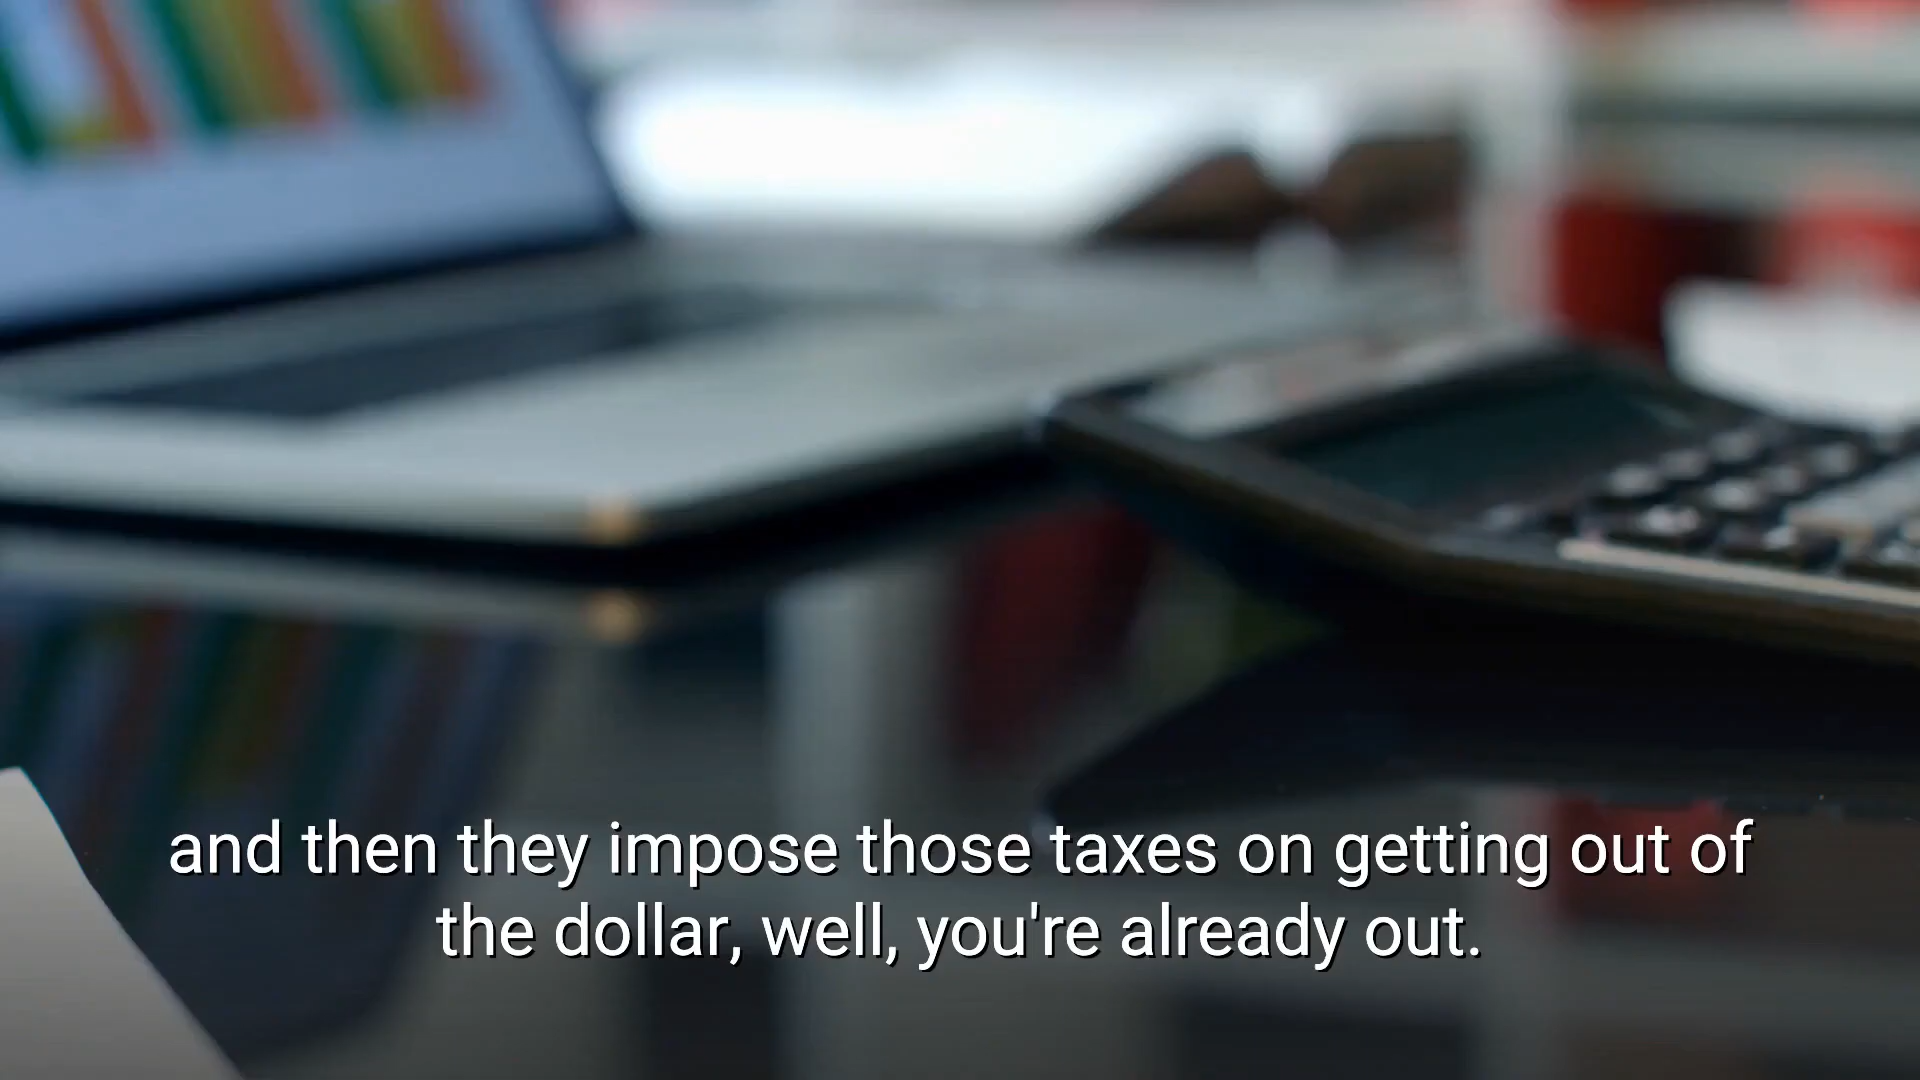 and then they impose those taxes on getting out of
the dollar, well, you're already out.